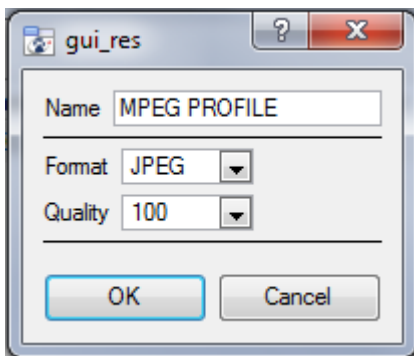 gui_res
Name MPEG PROFILE
Format JPEG
Quality 100
OK Cancel